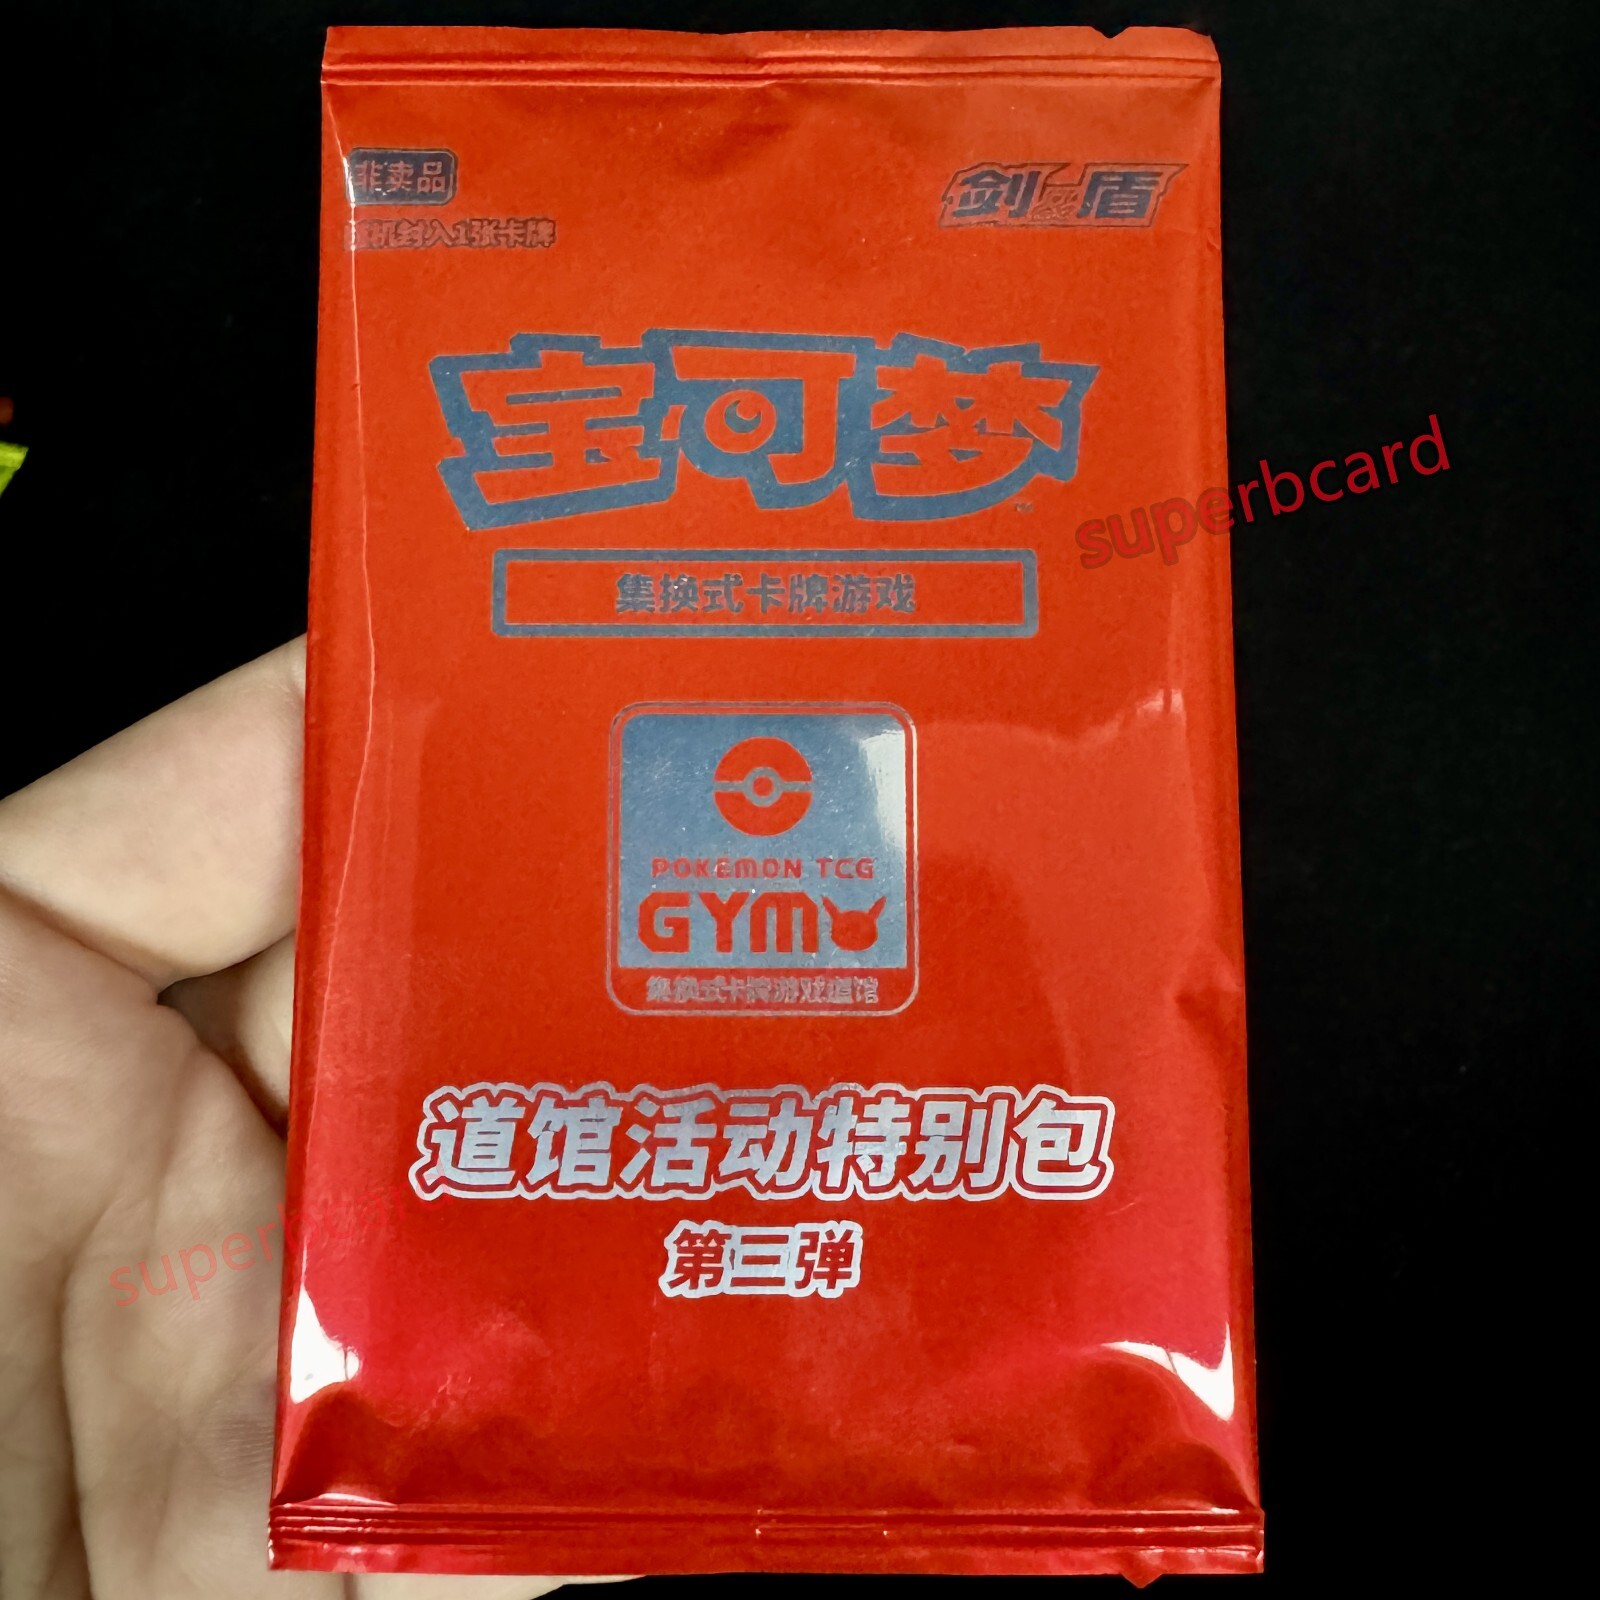 非卖品
剑&盾
随机封入1张卡牌
宝可梦
superbcard
集换式卡牌游戏
POKÉMON TCG
GYM
集换式卡牌游戏道馆
道馆活动特别包
superbcard
第三弹